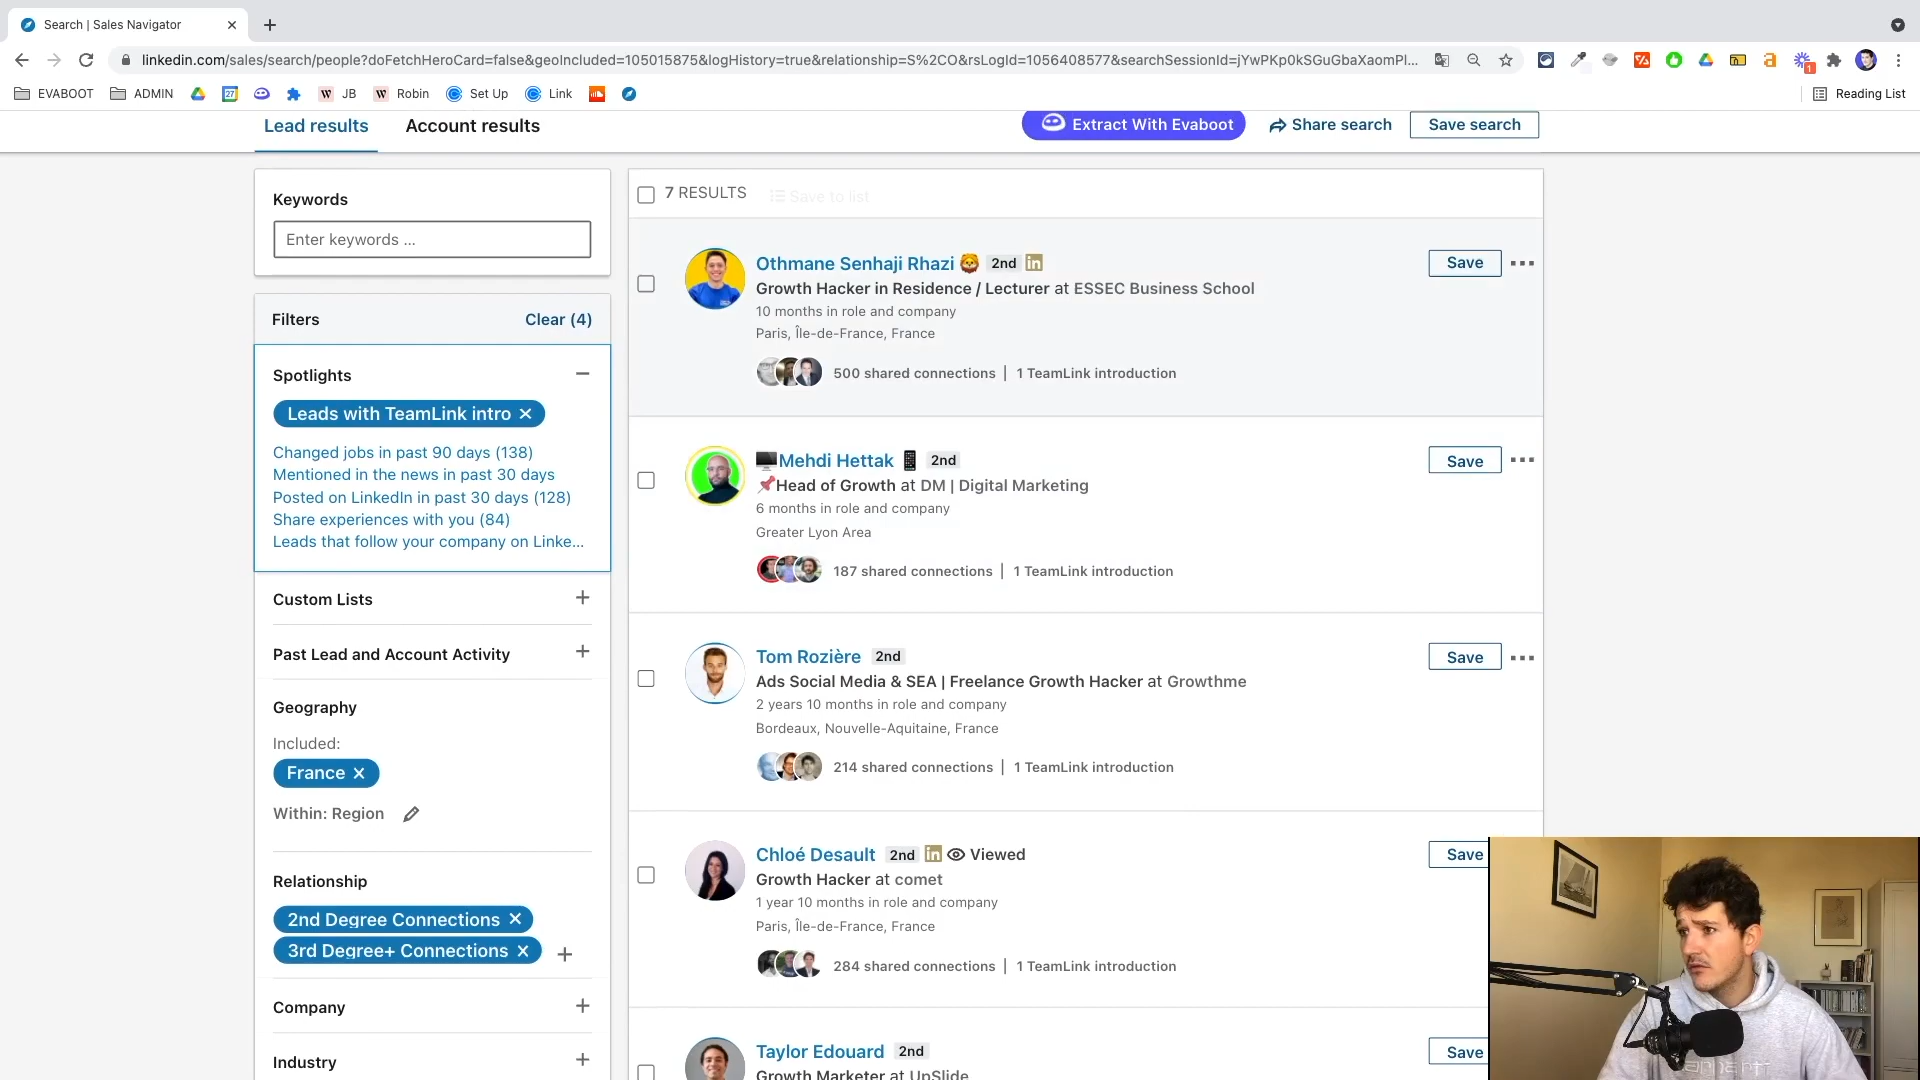 Search | Sales Navigator
linkedin.com/sales/search/people?doFetchHeroCard=false&geoIncluded=105015875&logHistory=true&relationship=S%2CO&rsLogId=1056408577&searchSessionId=jYwPKp0kSGuGbaXaomPl...
EVABOOT
ADMIN
JB
Robin
Set Up
Link
Reading List
Lead results
Account results
Extract With Evaboot
Share search
Save search
Keywords
Enter keywords ...
Filters
Clear (4)
Spotlights
Leads with TeamLink intro
Changed jobs in past 90 days (138)
Mentioned in the news in past 30 days
Posted on LinkedIn in past 30 days (128)
Share experiences with you (84)
Leads that follow your company on Linke...
Custom Lists
Past Lead and Account Activity
Geography
Included:
France
Within: Region
Relationship
2nd Degree Connections
3rd Degree+ Connections
Company
Industry
7 RESULTS
Save to list
Othmane Senhaji Rhazi 🦁 2nd in
Growth Hacker in Residence / Lecturer at ESSEC Business School
10 months in role and company
Paris, Île-de-France, France
500 shared connections | 1 TeamLink introduction
Save
🖥Mehdi Hettak 📱 2nd
📌Head of Growth at DM | Digital Marketing
6 months in role and company
Greater Lyon Area
187 shared connections | 1 TeamLink introduction
Save
Tom Rozière 2nd
Ads Social Media & SEA | Freelance Growth Hacker at Growthme
2 years 10 months in role and company
Bordeaux, Nouvelle-Aquitaine, France
214 shared connections | 1 TeamLink introduction
Save
Chloé Desault 2nd in Viewed
Growth Hacker at comet
1 year 10 months in role and company
Paris, Île-de-France, France
284 shared connections | 1 TeamLink introduction
Save
Taylor Edouard 2nd
Growth Marketer at UpSlide
Save